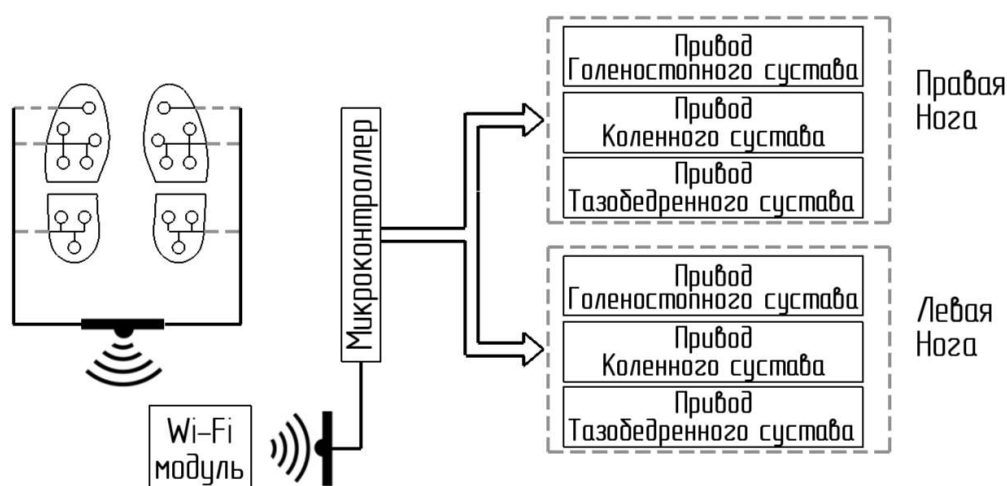 Микроконтроллер
Wi-Fi
модуль
Привод
Голеностопного сустава
Привод
Коленного сустава
Привод
Тазобедренного сустава
Правая
Нога
Привод
Голеностопного сустава
Привод
Коленного сустава
Привод
Тазобедренного сустава
Левая
Нога